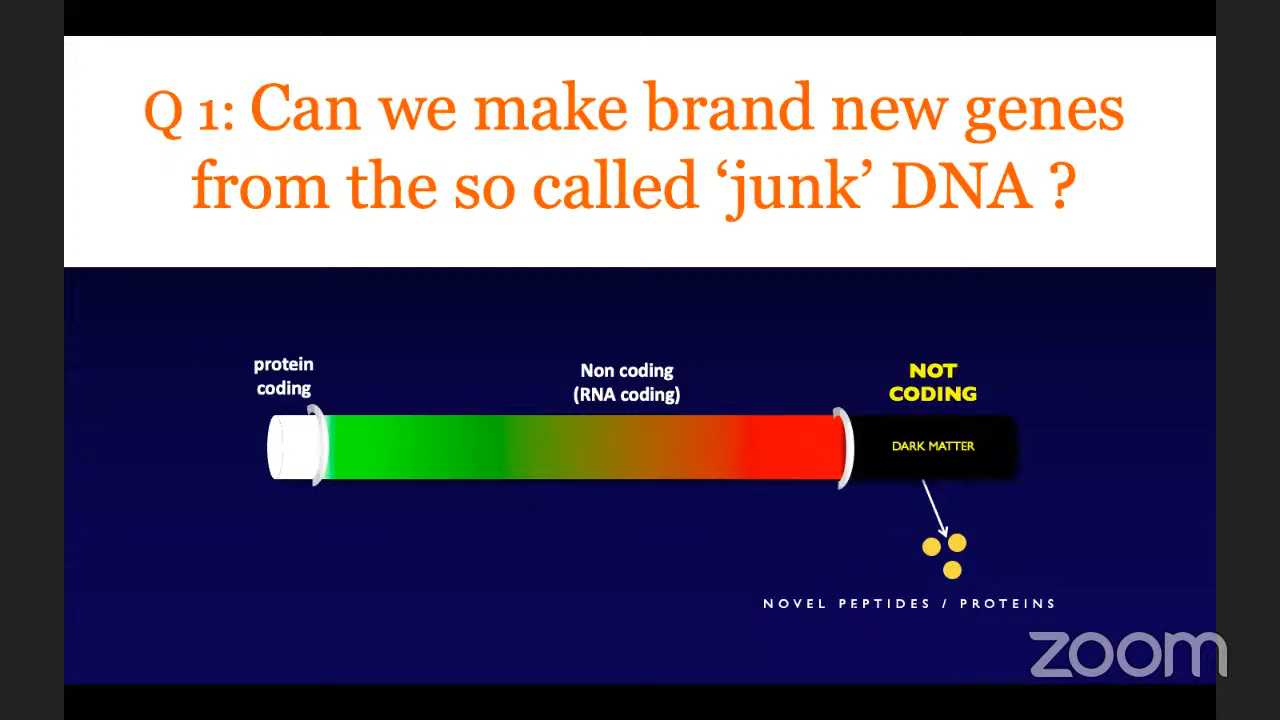 Q 1: Can we make brand new genes
from the so called ‘junk’ DNA ?
protein
coding
Non coding
(RNA coding)
NOT
CODING
DARK MATTER
NOVEL PEPTIDES / PROTEINS
zoom